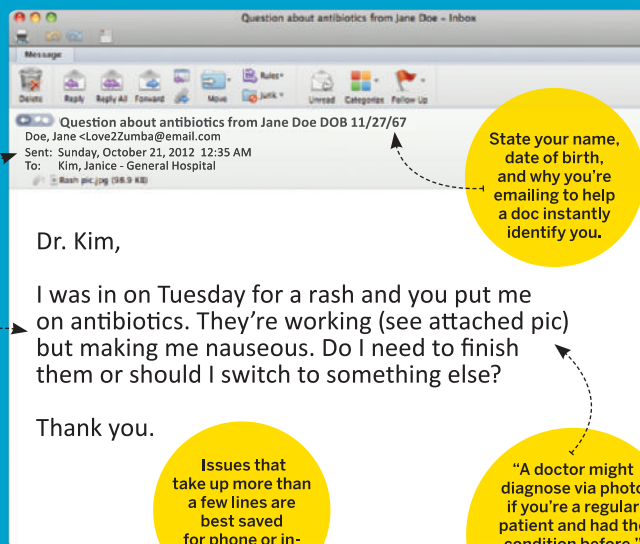 Question about antibiotics from Jane Doe – Inbox
Message
Delete
Reply
Reply All
Forward
Move
Rules
Junk
Unread
Categories
Follow Up
Question about antibiotics from Jane Doe DOB 11/27/67
Doe, Jane <Love2Zumba@email.com
Sent: Sunday, October 21, 2012 12:35 AM
To: Kim, Janice - General Hospital
Rash pic.jpg (98.9 KB)
State your name,
date of birth,
and why you're
emailing to help
a doc instantly
identify you.
Dr. Kim,
I was in on Tuesday for a rash and you put me
on antibiotics. They're working (see attached pic)
but making me nauseous. Do I need to finish
them or should I switch to something else?
Thank you.
Issues that
take up more than
a few lines are
best saved
for phone or in-
"A doctor might
diagnose via photo
if you're a regular
patient and had the
condition before."